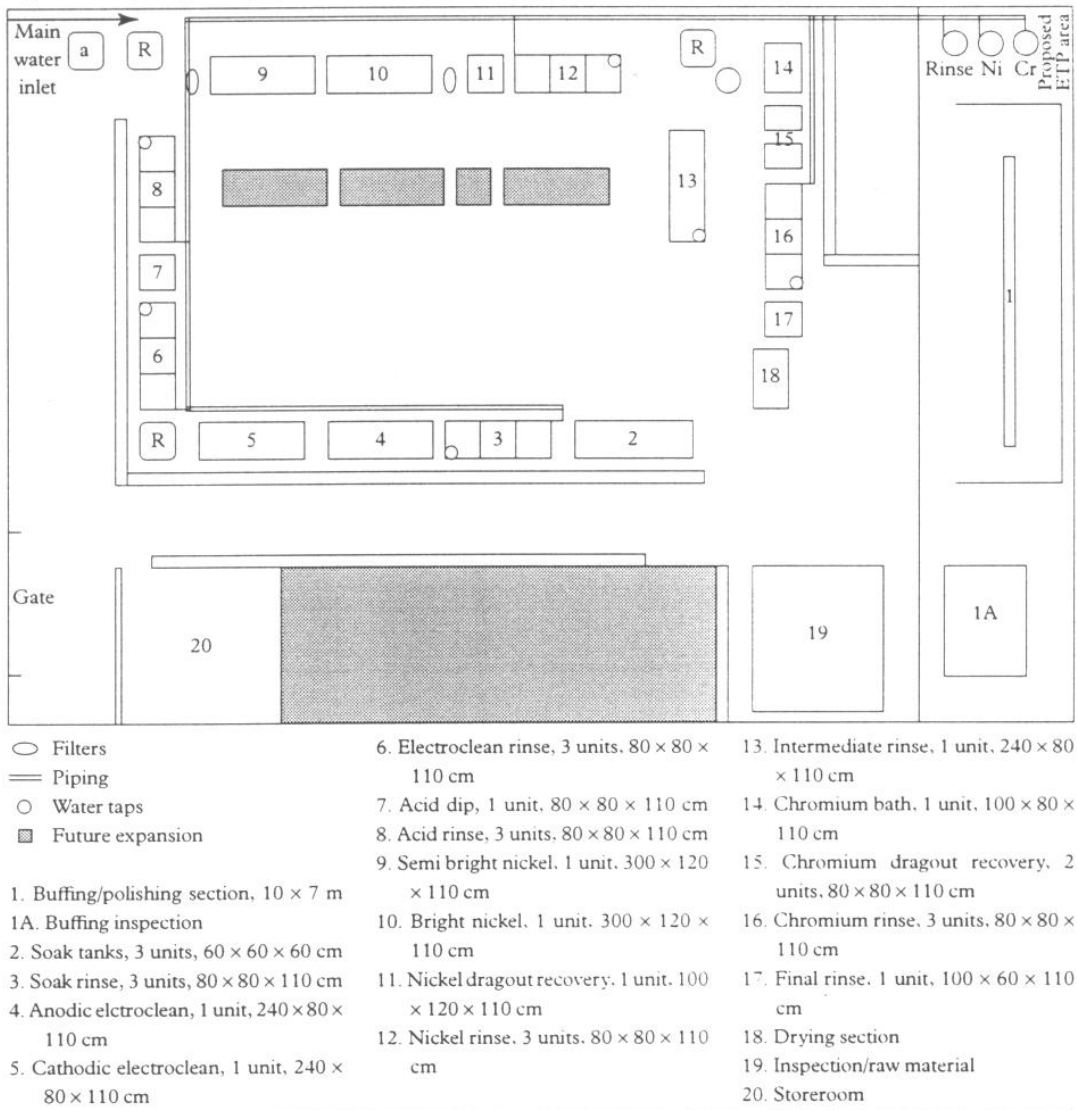 Main
water
inlet
a
R
9
10
11
12
R
14
Rinse Ni Cr
Proposed
ETP area
15
8
13
16
7
1
17
6
18
R
5
4
3
2
Gate
20
19
1A
Filters
Piping
Water taps
Future expansion
1. Buffing/polishing section, 10 × 7 m
1A. Buffing inspection
2. Soak tanks, 3 units, 60 × 60 × 60 cm
3. Soak rinse, 3 units, 80 × 80 × 110 cm
4. Anodic elctroclean, 1 unit, 240 × 80 ×
110 cm
5. Cathodic electroclean, 1 unit, 240 ×
80 × 110 cm
6. Electroclean rinse, 3 units, 80 × 80 ×
110 cm
7. Acid dip, 1 unit, 80 × 80 × 110 cm
8. Acid rinse, 3 units, 80 × 80 × 110 cm
9. Semi bright nickel, 1 unit, 300 × 120
× 110 cm
10. Bright nickel, 1 unit, 300 × 120 ×
110 cm
11. Nickel dragout recovery, 1 unit, 100
× 120 × 110 cm
12. Nickel rinse, 3 units, 80 × 80 × 110
cm
13. Intermediate rinse, 1 unit, 240 × 80
× 110 cm
14. Chromium bath, 1 unit, 100 × 80 ×
110 cm
15. Chromium dragout recovery, 2
units, 80 × 80 × 110 cm
16. Chromium rinse, 3 units, 80 × 80 ×
110 cm
17. Final rinse, 1 unit, 100 × 60 × 110
cm
18. Drying section
19. Inspection/raw material
20. Storeroom